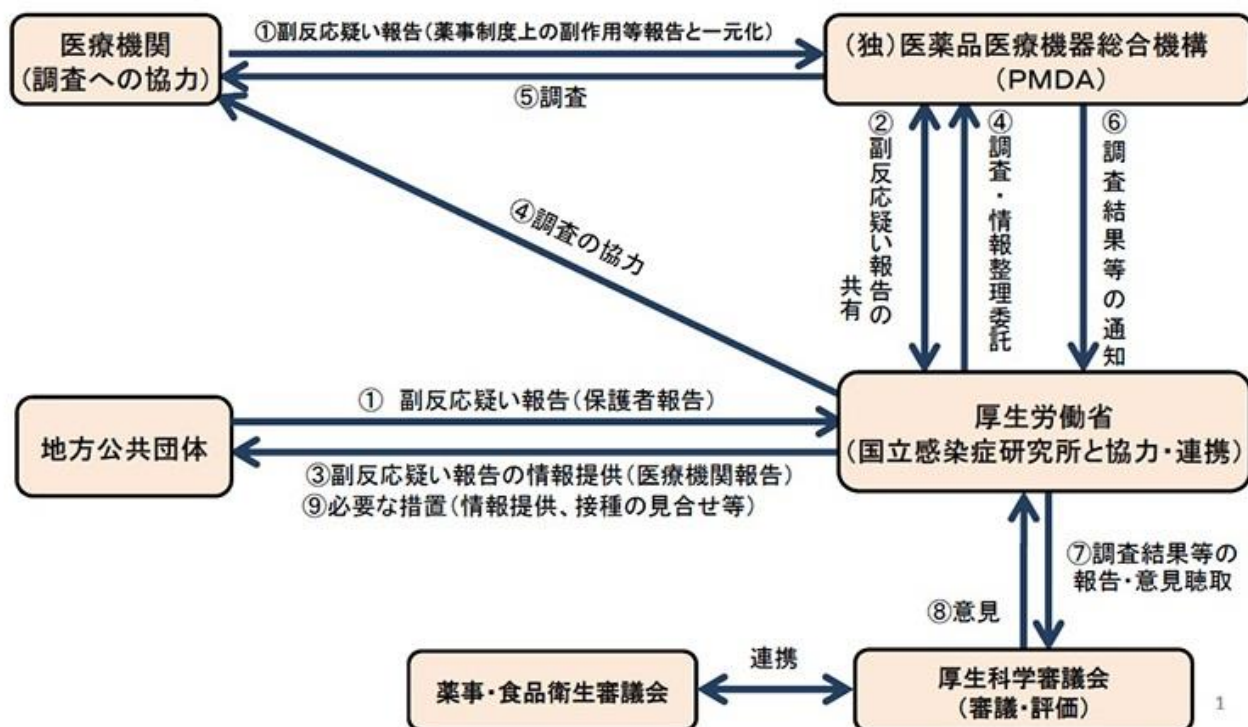 医療機関
(調査への協力)
①副反応疑い報告(薬事制度上の副作用等報告と一元化)
⑤調査
(独)医薬品医療機器総合機構
(PMDA)
②副反応疑い報告の
共有
④調査・情報整理委託
⑥調査結果等の通知
④調査の協力
地方公共団体
① 副反応疑い報告(保護者報告)
③副反応疑い報告の情報提供(医療機関報告)
⑨必要な措置(情報提供、接種の見合せ等)
厚生労働省
(国立感染症研究所と協力・連携)
⑦調査結果等の
報告・意見聴取
⑧意見
薬事・食品衛生審議会
連携
厚生科学審議会
(審議・評価)
1